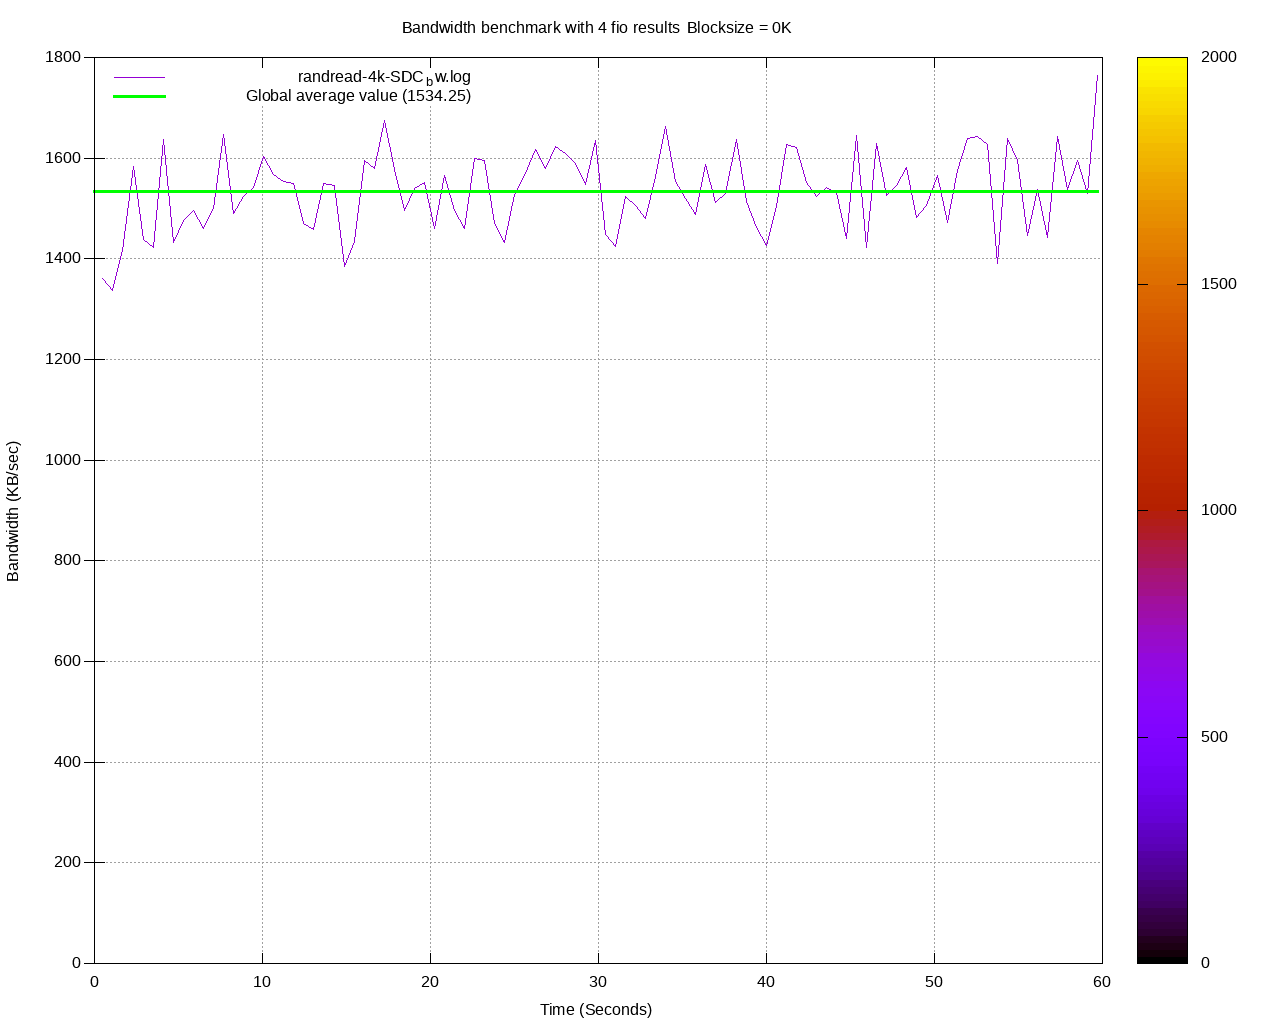 Bandwidth benchmark with 4 fio results Blocksize = 0K
randread-4k-SDCbw.log
Global average value (1534.25)
1800
1600
1400
1200
1000
800
600
400
200
0
Bandwidth (KB/sec)
0 10 20 30 40 50 60
Time (Seconds)
2000
1500
1000
500
0